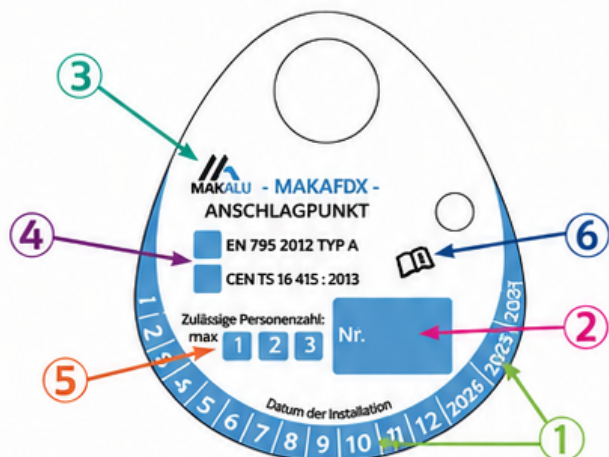 3
MAKALU - MAKAFDX -
ANSCHLAGPUNKT
4
EN 795 2012 TYP A
CEN TS 16 415 : 2013
6
Zulässige Personenzahl:
max 1 2 3
Nr.
2
5
Datum der Installation
1 2 5 6 7 8 9 10 11 12 2026
1